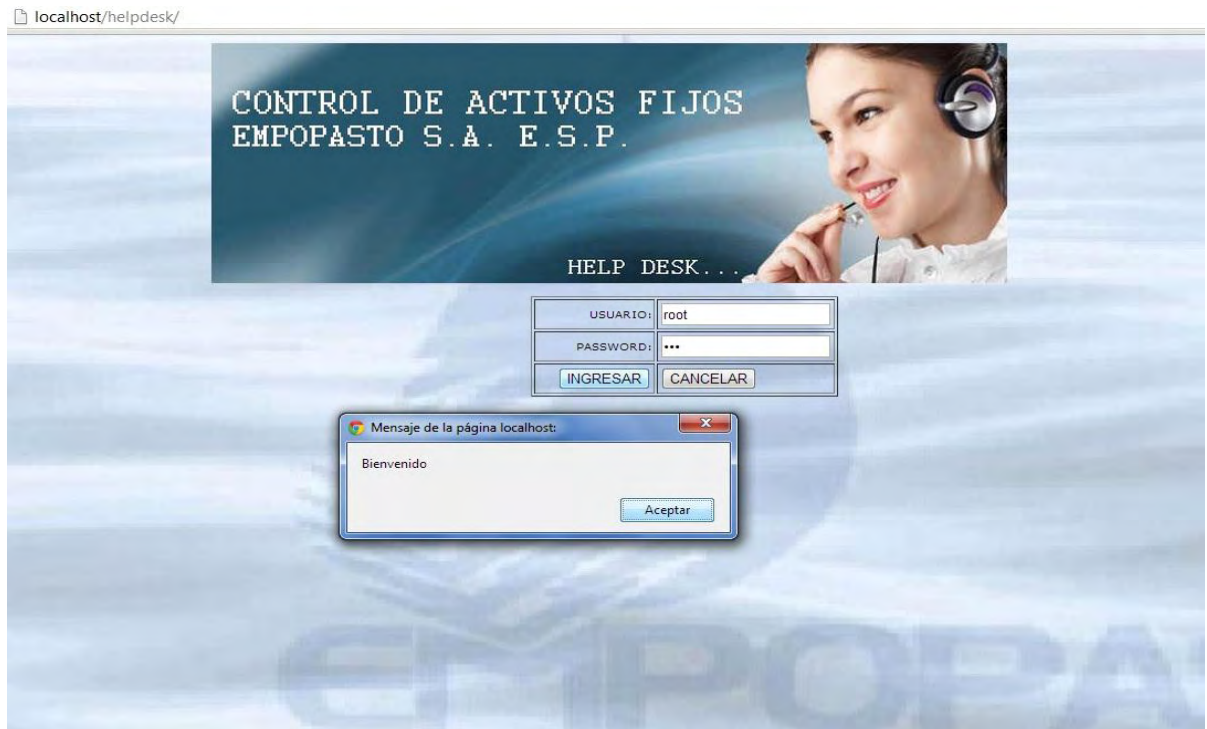 localhost/helpdesk/
CONTROL DE ACTIVOS FIJOS
EMPOPASTO S.A. E.S.P.
HELP DESK...
USUARIO: root
PASSWORD: •••
INGRESAR CANCELAR
Mensaje de la página localhost:
Bienvenido
Aceptar
EMPOPA